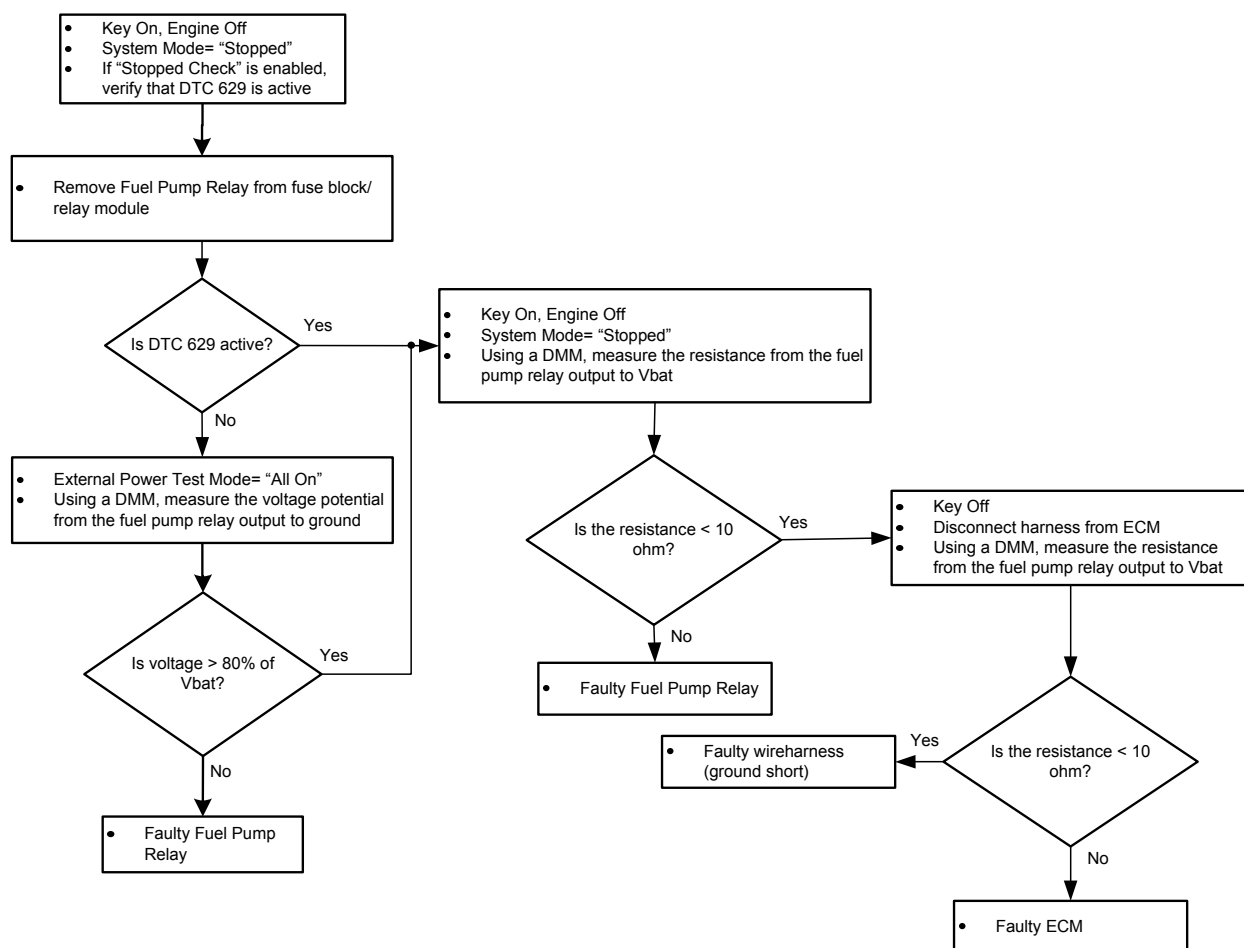 • Key On, Engine Off
• System Mode= “Stopped”
• If “Stopped Check” is enabled,
verify that DTC 629 is active
• Remove Fuel Pump Relay from fuse block/
relay module
Is DTC 629 active?
Yes
No
• External Power Test Mode= “All On”
• Using a DMM, measure the voltage potential
from the fuel pump relay output to ground
Is voltage > 80% of
Vbat?
Yes
No
• Faulty Fuel Pump
Relay
• Key On, Engine Off
• System Mode= “Stopped”
• Using a DMM, measure the resistance from the fuel
pump relay output to Vbat
Is the resistance < 10
ohm?
Yes
No
• Faulty Fuel Pump Relay
• Key Off
• Disconnect harness from ECM
• Using a DMM, measure the resistance
from the fuel pump relay output to Vbat
Is the resistance < 10
ohm?
Yes
• Faulty wireharness
(ground short)
No
• Faulty ECM